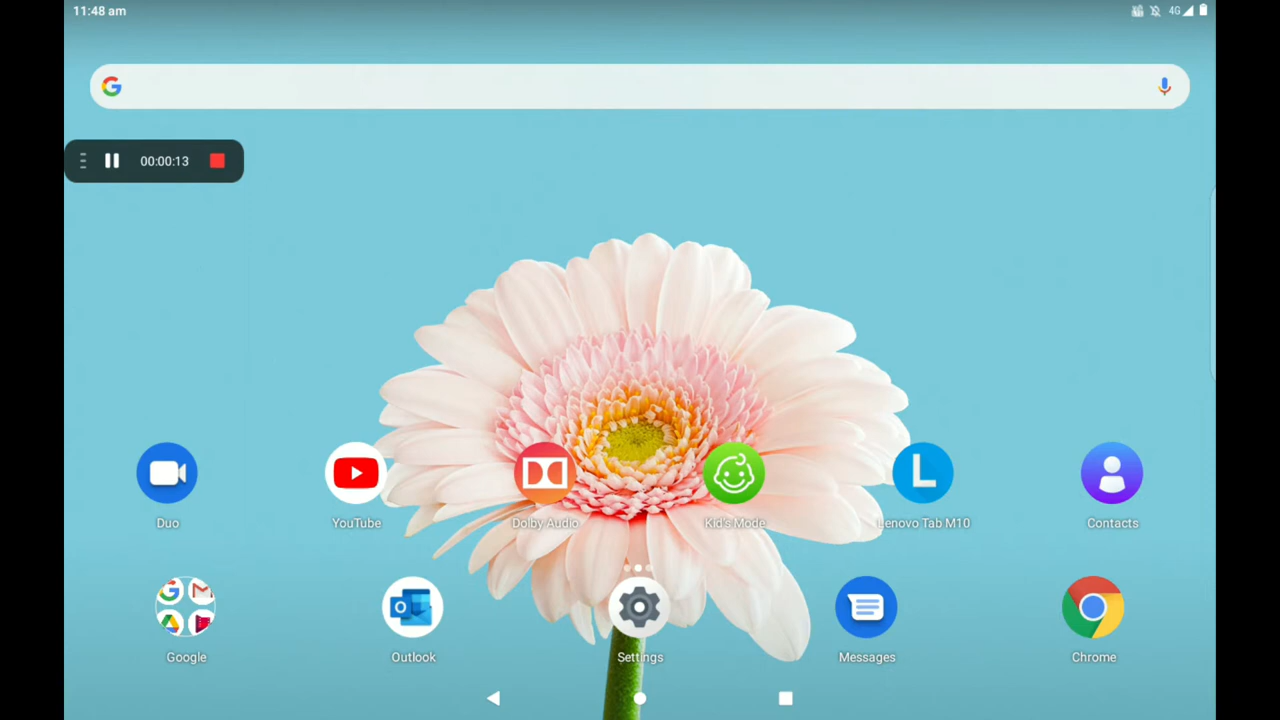 11:48 am
4G
00:00:13
Duo
YouTube
Dolby Audio
Kid's Mode
Lenovo Tab M10
Contacts
Google
Outlook
Settings
Messages
Chrome